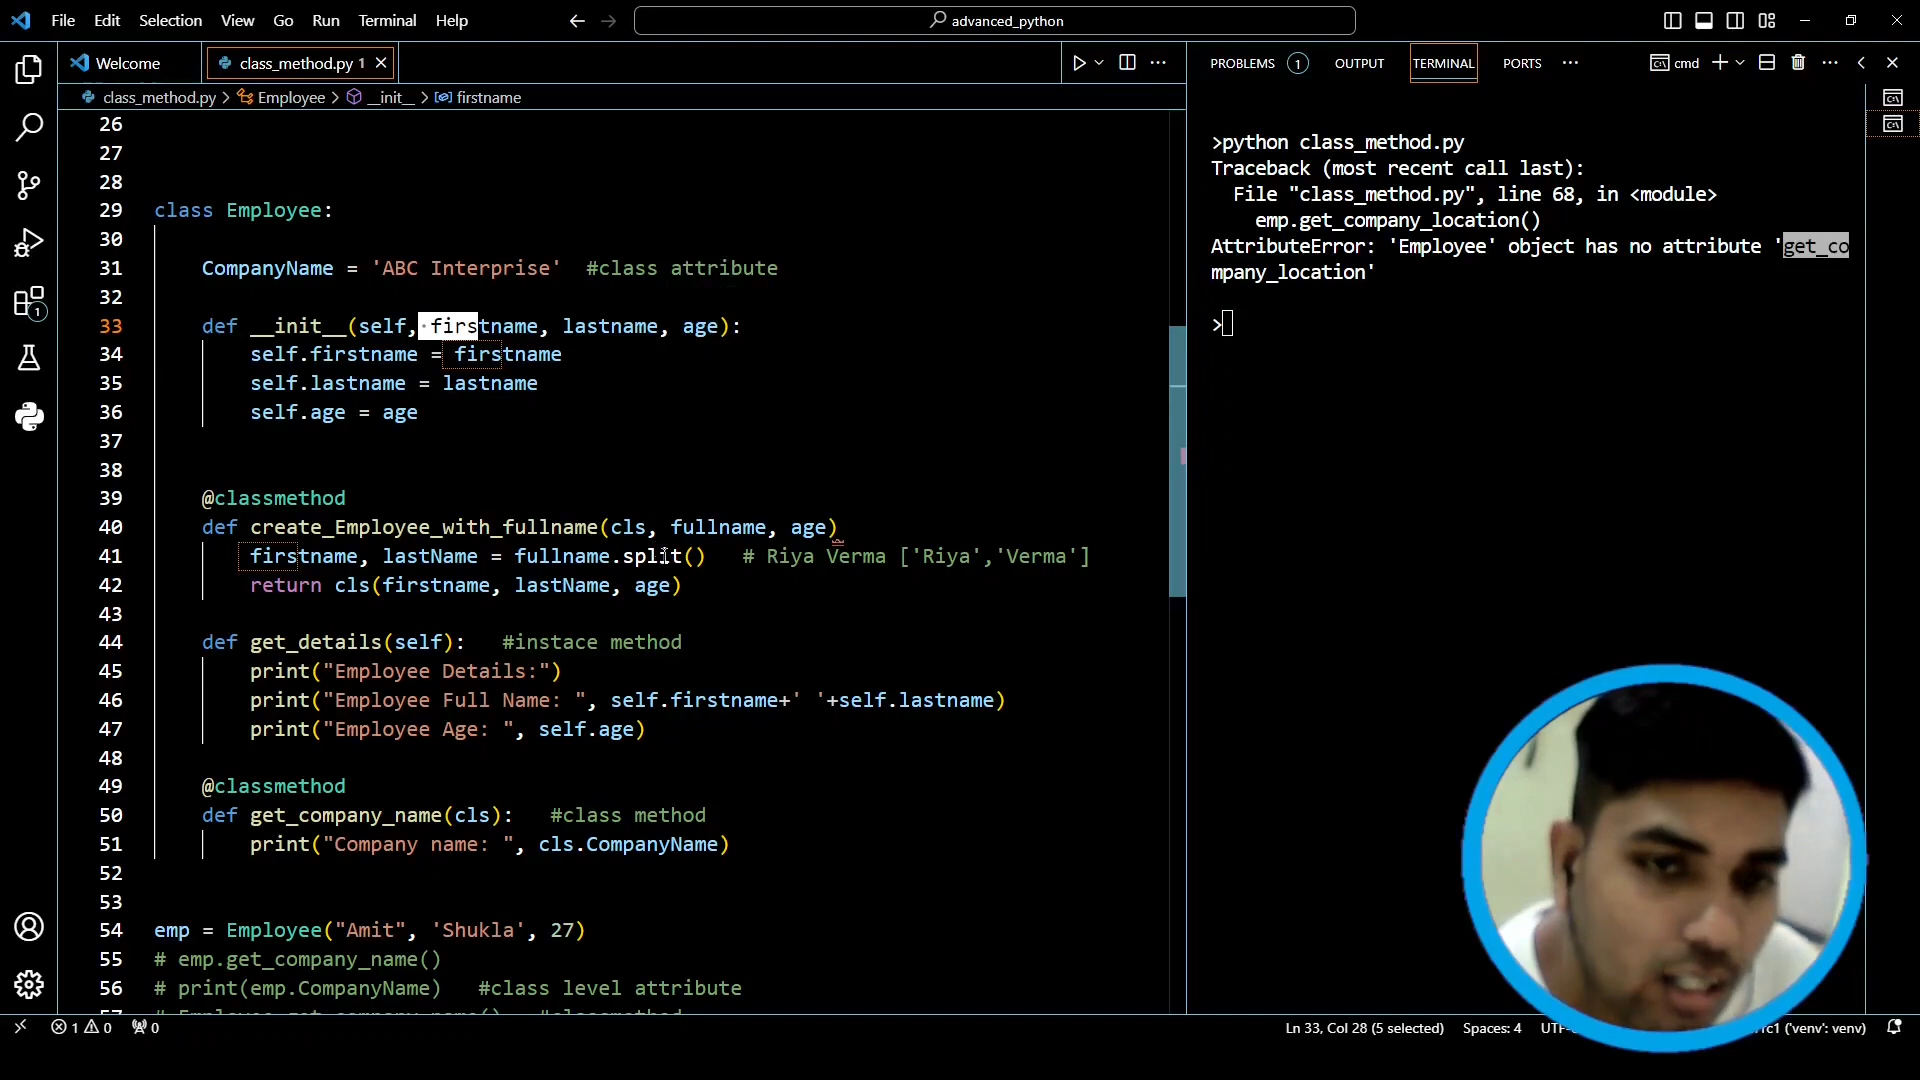 File Edit Selection View Go Run Terminal Help
advanced_python
Welcome
class_method.py 1
PROBLEMS 1 OUTPUT TERMINAL PORTS
cmd
class_method.py > Employee > __init__ > firstname
26
27
28
29 class Employee:
30
31 CompanyName = 'ABC Interprise' #class attribute
32
33 def __init__(self, firstname, lastname, age):
34 self.firstname = firstname
35 self.lastname = lastname
36 self.age = age
37
38
39 @classmethod
40 def create_Employee_with_fullname(cls, fullname, age)
41 firstname, lastName = fullname.split() # Riya Verma ['Riya','Verma']
42 return cls(firstname, lastName, age)
43
44 def get_details(self): #instace method
45 print("Employee Details:")
46 print("Employee Full Name: ", self.firstname+' '+self.lastname)
47 print("Employee Age: ", self.age)
48
49 @classmethod
50 def get_company_name(cls): #class method
51 print("Company name: ", cls.CompanyName)
52
53
54 emp = Employee("Amit", 'Shukla', 27)
55 # emp.get_company_name()
56 # print(emp.CompanyName) #class level attribute
>python class_method.py
Traceback (most recent call last):
File "class_method.py", line 68, in <module>
emp.get_company_location()
AttributeError: 'Employee' object has no attribute 'get_co
mpany_location'
>
1
1 0 0
Ln 33, Col 28 (5 selected) Spaces: 4 ('venv': venv)